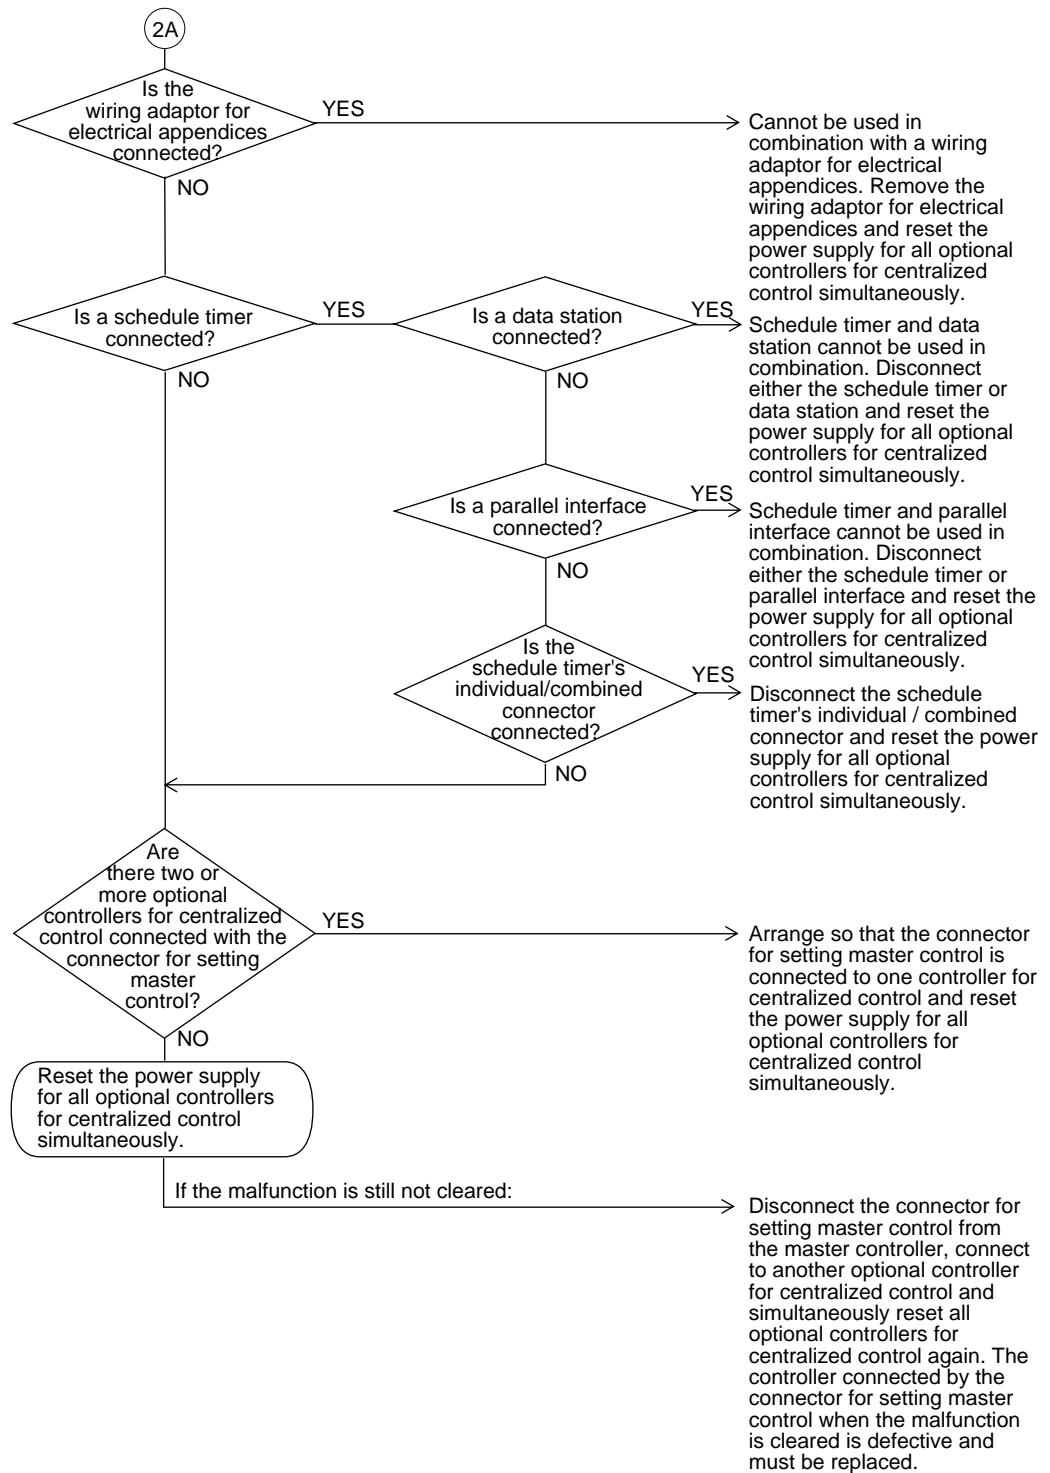 2A
Is the
wiring adaptor for
electrical appendices
connected?
YES
NO
Cannot be used in
combination with a wiring
adaptor for electrical
appendices. Remove the
wiring adaptor for electrical
appendices and reset the
power supply for all optional
controllers for centralized
control simultaneously.
Is a schedule timer
connected?
YES
NO
Is a data station
connected?
YES
NO
Schedule timer and data
station cannot be used in
combination. Disconnect
either the schedule timer or
data station and reset the
power supply for all optional
controllers for centralized
control simultaneously.
Is a parallel interface
connected?
YES
NO
Schedule timer and parallel
interface cannot be used in
combination. Disconnect
either the schedule timer or
parallel interface and reset the
power supply for all optional
controllers for centralized
control simultaneously.
Is the
schedule timer's
individual/combined
connector
connected?
YES
NO
Disconnect the schedule
timer's individual / combined
connector and reset the power
supply for all optional
controllers for centralized
control simultaneously.
Are
there two or
more optional
controllers for centralized
control connected with the
connector for setting
master
control?
YES
NO
Arrange so that the connector
for setting master control is
connected to one controller for
centralized control and reset
the power supply for all
optional controllers for
centralized control
simultaneously.
Reset the power supply
for all optional controllers
for centralized control
simultaneously.
If the malfunction is still not cleared:
Disconnect the connector for
setting master control from
the master controller, connect
to another optional controller
for centralized control and
simultaneously reset all
optional controllers for
centralized control again. The
controller connected by the
connector for setting master
control when the malfunction
is cleared is defective and
must be replaced.